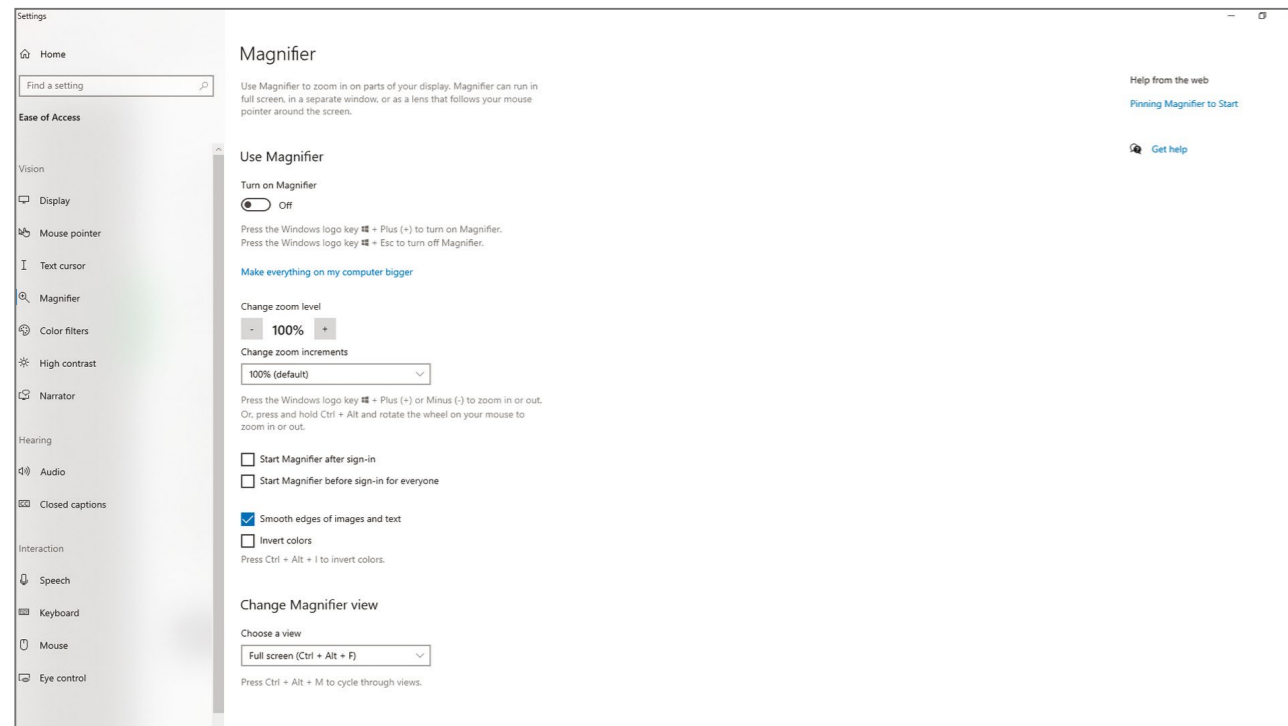 Settings
Home
Find a setting
Ease of Access
Vision
Display
Mouse pointer
Text cursor
Magnifier
Color filters
High contrast
Narrator
Hearing
Audio
Closed captions
Interaction
Speech
Keyboard
Mouse
Eye control
Magnifier
Use Magnifier to zoom in on parts of your display. Magnifier can run in
full screen, in a separate window, or as a lens that follows your mouse
pointer around the screen.
Use Magnifier
Turn on Magnifier
Off
Press the Windows logo key + Plus (+) to turn on Magnifier.
Press the Windows logo key + Esc to turn off Magnifier.
Make everything on my computer bigger
Change zoom level
- 100% +
Change zoom increments
100% (default)
Press the Windows logo key + Plus (+) or Minus (-) to zoom in or out.
Or, press and hold Ctrl + Alt and rotate the wheel on your mouse to
zoom in or out.
Start Magnifier after sign-in
Start Magnifier before sign-in for everyone
Smooth edges of images and text
Invert colors
Press Ctrl + Alt + I to invert colors.
Change Magnifier view
Choose a view
Full screen (Ctrl + Alt + F)
Press Ctrl + Alt + M to cycle through views.
Help from the web
Pinning Magnifier to Start
Get help